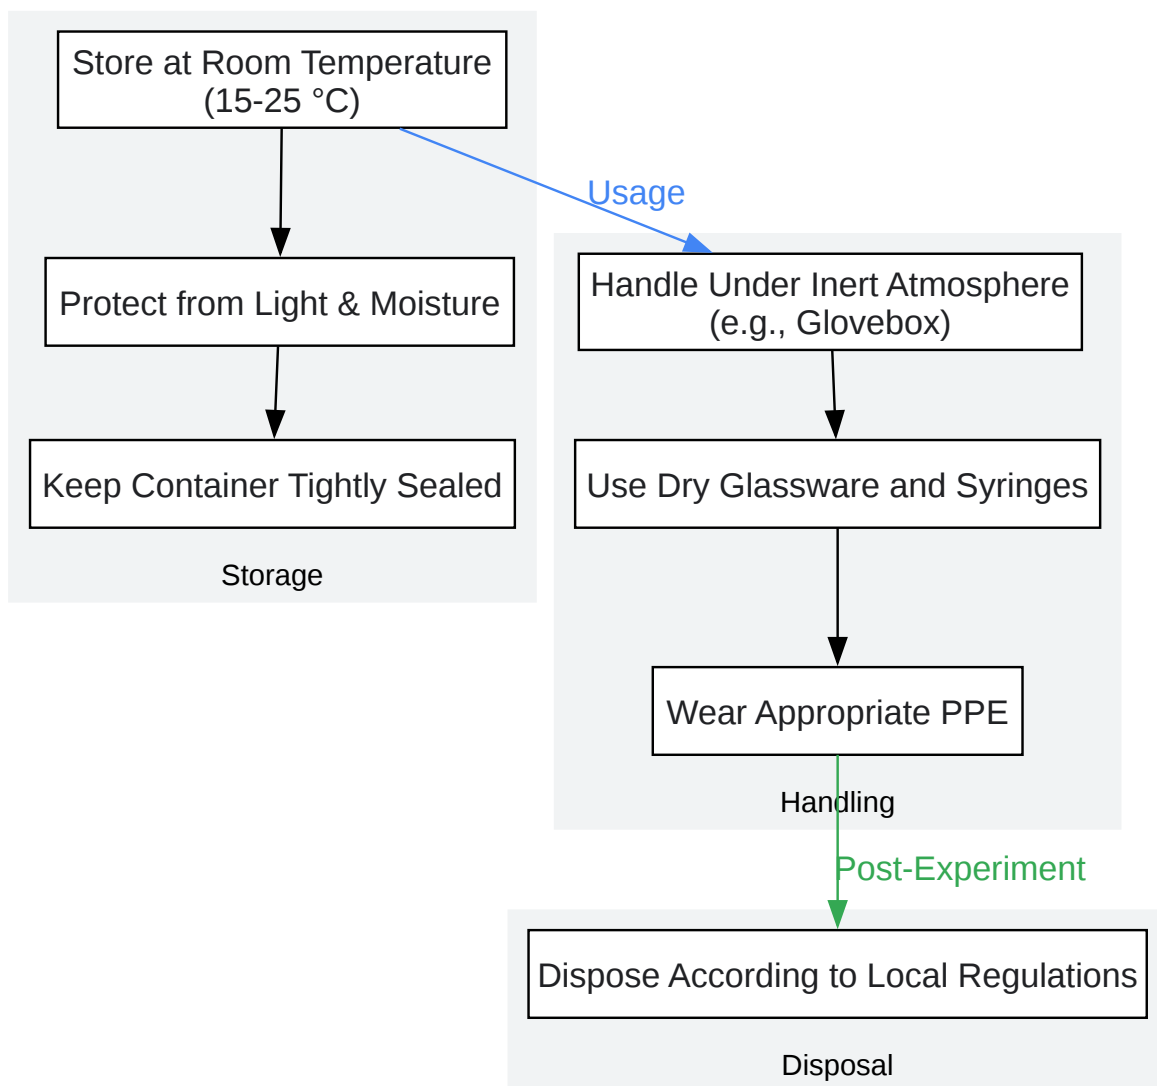 Store at Room Temperature
(15-25 °C)
Protect from Light & Moisture
Keep Container Tightly Sealed
Storage
Usage
Handle Under Inert Atmosphere
(e.g., Glovebox)
Use Dry Glassware and Syringes
Wear Appropriate PPE
Handling
Post-Experiment
Dispose According to Local Regulations
Disposal